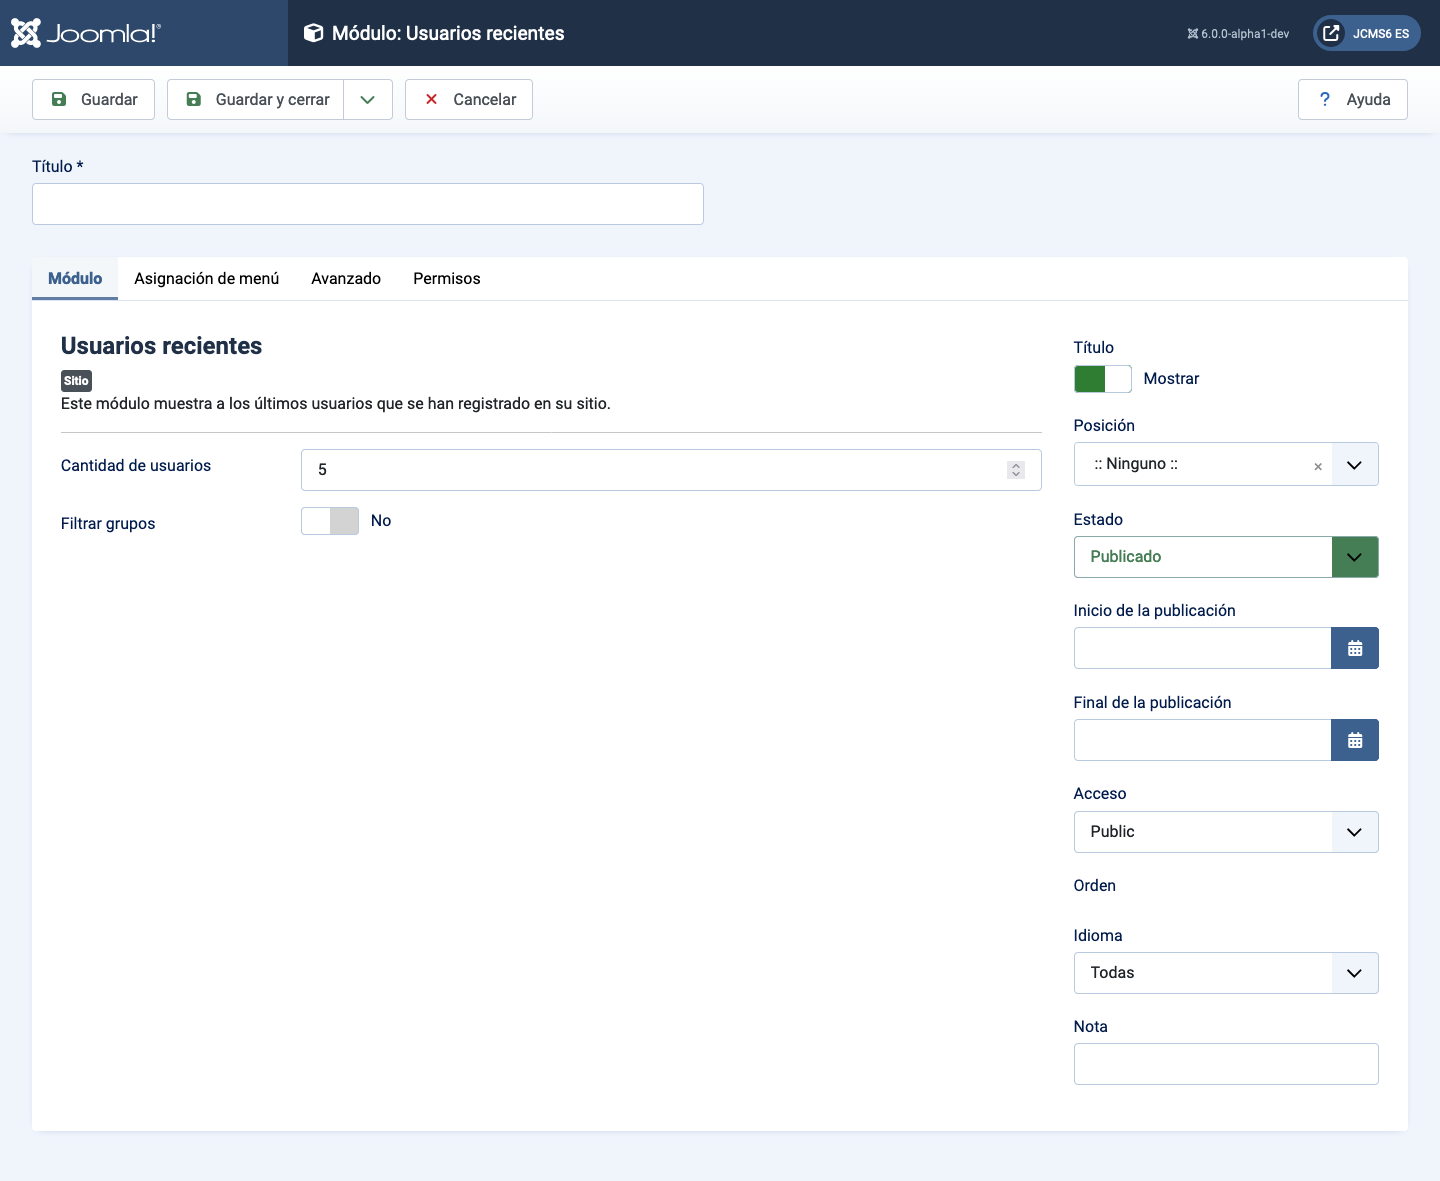 Joomla!®
Módulo: Usuarios recientes
6.0.0-alpha1-dev
JCMS6 ES
Guardar
Guardar y cerrar
Cancelar
? Ayuda
Título *
Módulo
Asignación de menú
Avanzado
Permisos
Usuarios recientes
Sitio
Este módulo muestra a los últimos usuarios que se han registrado en su sitio.
Cantidad de usuarios
5
Filtrar grupos
No
Título
Mostrar
Posición
:: Ninguno ::
Estado
Publicado
Inicio de la publicación
Final de la publicación
Acceso
Public
Orden
Idioma
Todas
Nota